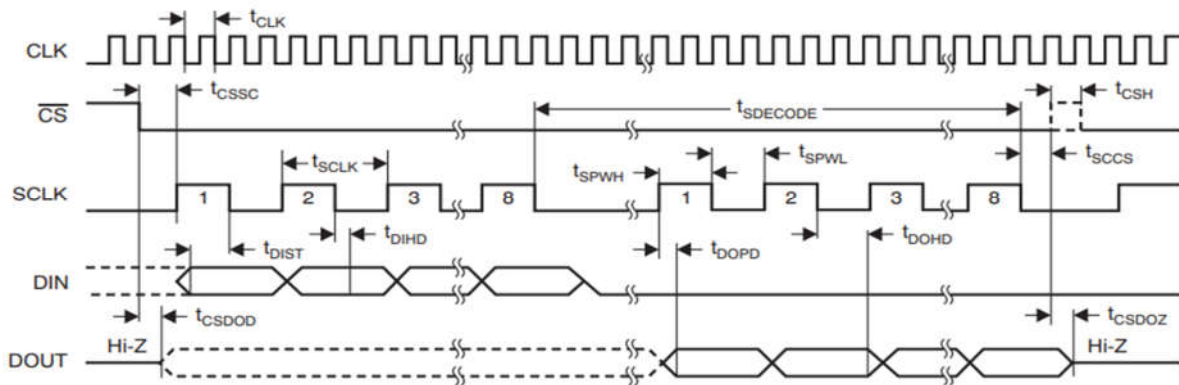 tCLK
CLK
tCSSC
tCSH
CS
tSDECODE
tSCLK
tSPWH
tSPWL
tSCCS
SCLK
1 2 3 8 1 2 3 8
tDIST
tDIHD
tDOPD
tDOHD
DIN
tCSDOD
tCSDOZ
Hi-Z Hi-Z
DOUT